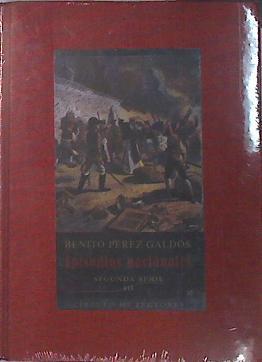 BENITO PÉREZ GALDÓS
Episodios nacionales
SEGUNDA SERIE
CÍRCULO DE LECTORES